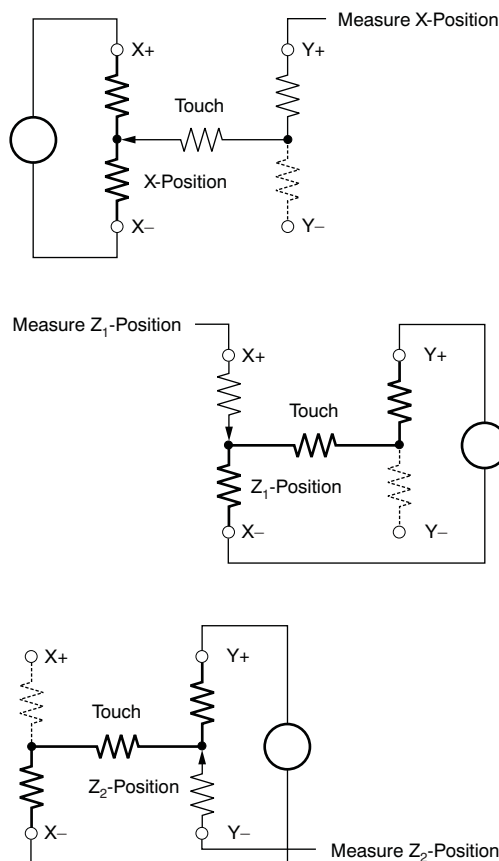 Measure X-Position
X+ Y+
Touch
X-Position
X– Y–
Measure Z₁-Position
X+ Y+
Touch
Z₁-Position
X– Y–
X+ Y+
Touch
Z₂-Position
X– Y–
Measure Z₂-Position